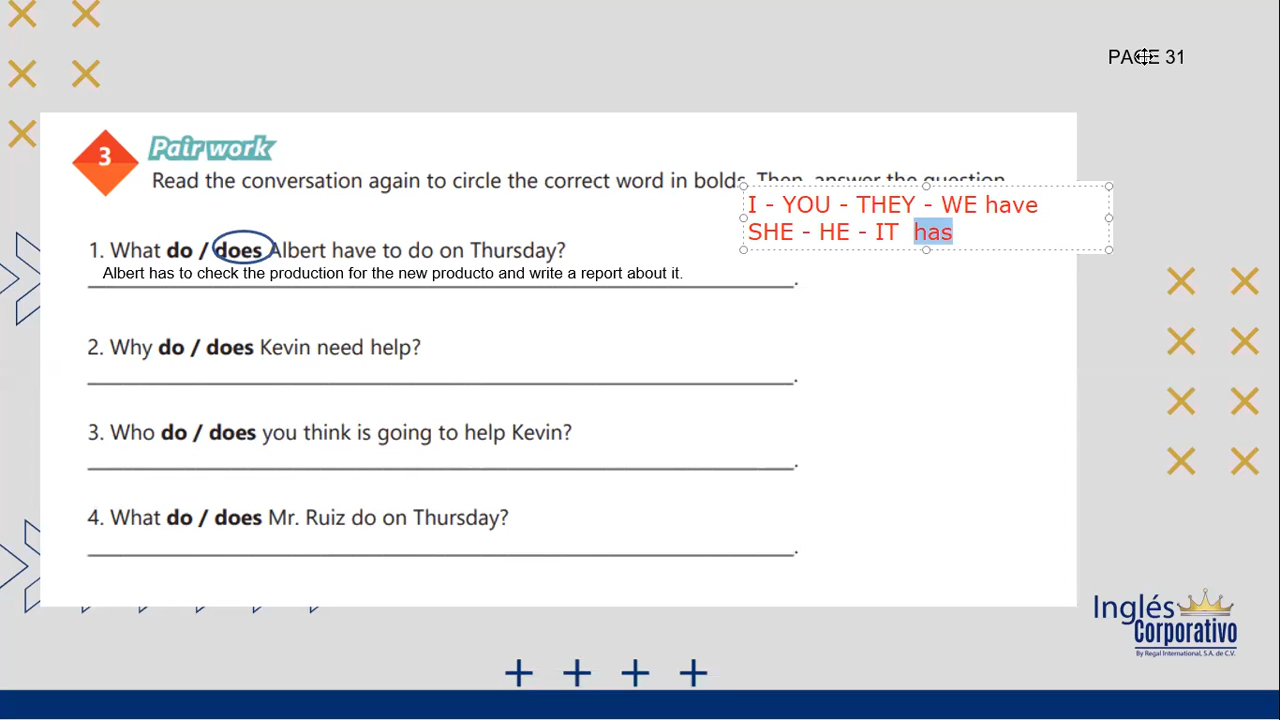 PAGE 31
3
Pair work
Read the conversation again to circle the correct word in bolds. Then, answer the question
I - YOU - THEY - WE have
SHE - HE - IT has
1. What do / does Albert have to do on Thursday?
Albert has to check the production for the new producto and write a report about it.
2. Why do / does Kevin need help?
3. Who do / does you think is going to help Kevin?
4. What do / does Mr. Ruiz do on Thursday?
Inglés
Corporativo
By Regal International, S.A. de C.V.